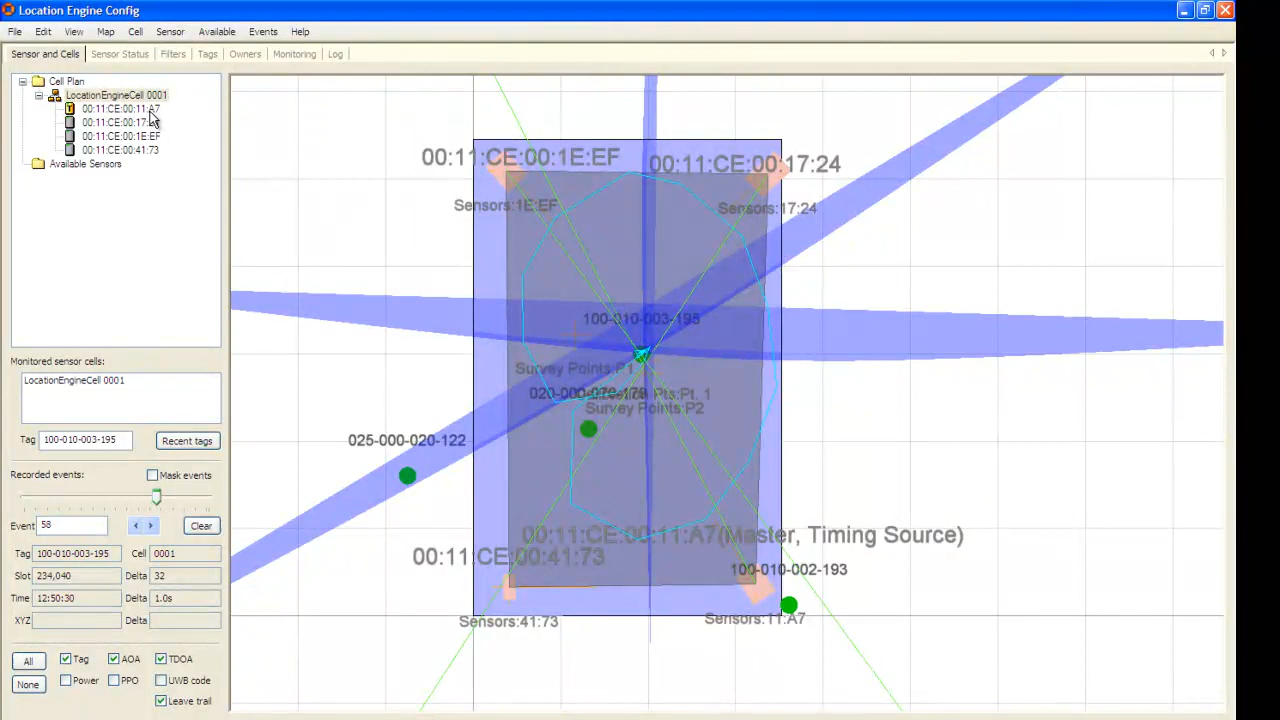 Location Engine Config
File Edit View Map Cell Sensor Available Events Help
Sensor and Cells Sensor Status Filters Tags Owners Monitoring Log
Cell Plan
LocationEngineCell 0001
00:11:CE:00:11:A7
00:11:CE:00:17:
00:11:CE:00:1E:EF
00:11:CE:00:41:73
Available Sensors
Monitored sensor cells:
LocationEngineCell 0001
Tag 100-010-003-195 Recent tags
Recorded events: Mask events
Event 58 Clear
Tag 100-010-003-195 Cell 0001
Slot 234,040 Delta 32
Time 12:50:30 Delta 1.0s
XYZ Delta
All Tag AOA TDOA
None Power PPO UWB code
Leave trail
00:11:CE:00:1E:EF 00:11:CE:00:17:24
Sensors:1E:EF Sensors:17:24
100-010-003-195
Survey Points:P1
Pts:Pt. 1
Survey Points:P2
025-000-020-122
00:11:CE:00:11:A7(Master, Timing Source)
00:11:CE:00:41:73
100-010-002-193
Sensors:41:73 Sensors:11:A7